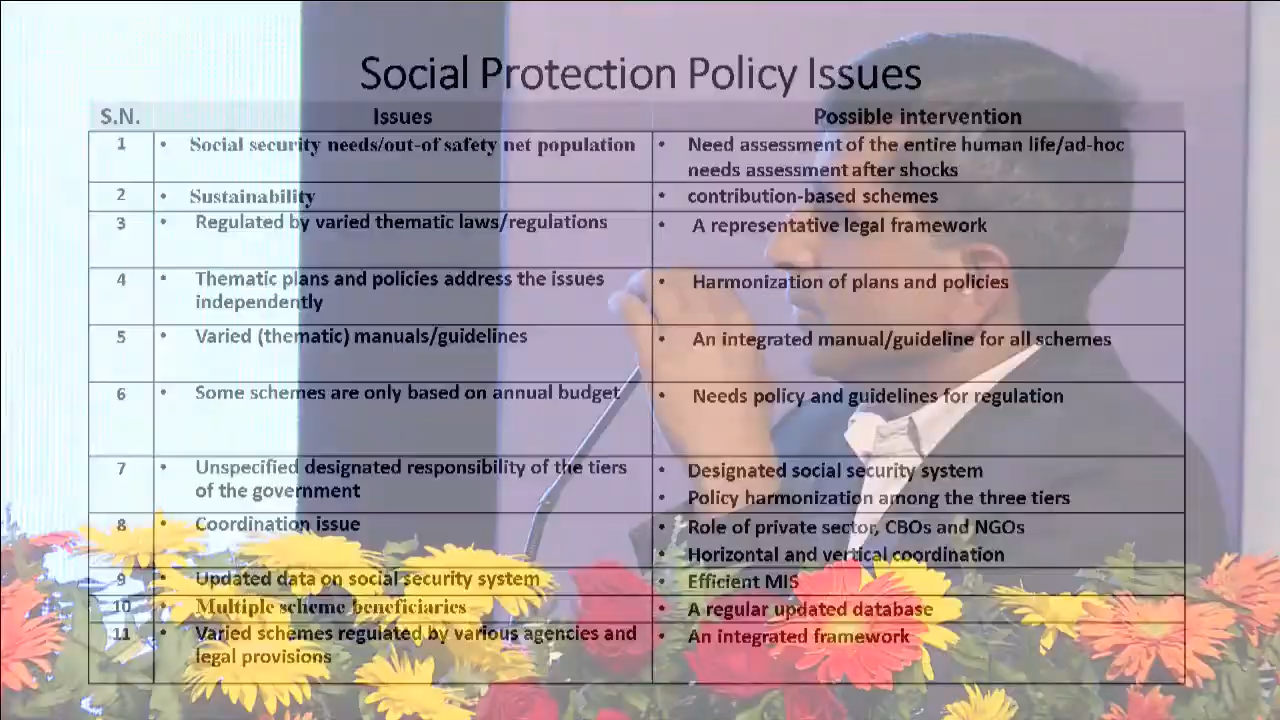 Social Protection Policy Issues
S.N. Issues Possible intervention
1 • Social security needs/out-of safety net population • Need assessment of the entire human life/ad-hoc
needs assessment after shocks
2 • Sustainability • contribution-based schemes
3 • Regulated by varied thematic laws/regulations • A representative legal framework
4 • Thematic plans and policies address the issues • Harmonization of plans and policies
independently
5 • Varied (thematic) manuals/guidelines • An integrated manual/guideline for all schemes
6 • Some schemes are only based on annual budget • Needs policy and guidelines for regulation
7 • Unspecified designated responsibility of the tiers • Designated social security system
of the government • Policy harmonization among the three tiers
8 • Coordination issue • Role of private sector, CBOs and NGOs
• Horizontal and vertical coordination
9 • Updated data on social security system • Efficient MIS
10 • Multiple scheme beneficiaries • A regular updated database
11 • Varied schemes regulated by various agencies and • An integrated framework
legal provisions